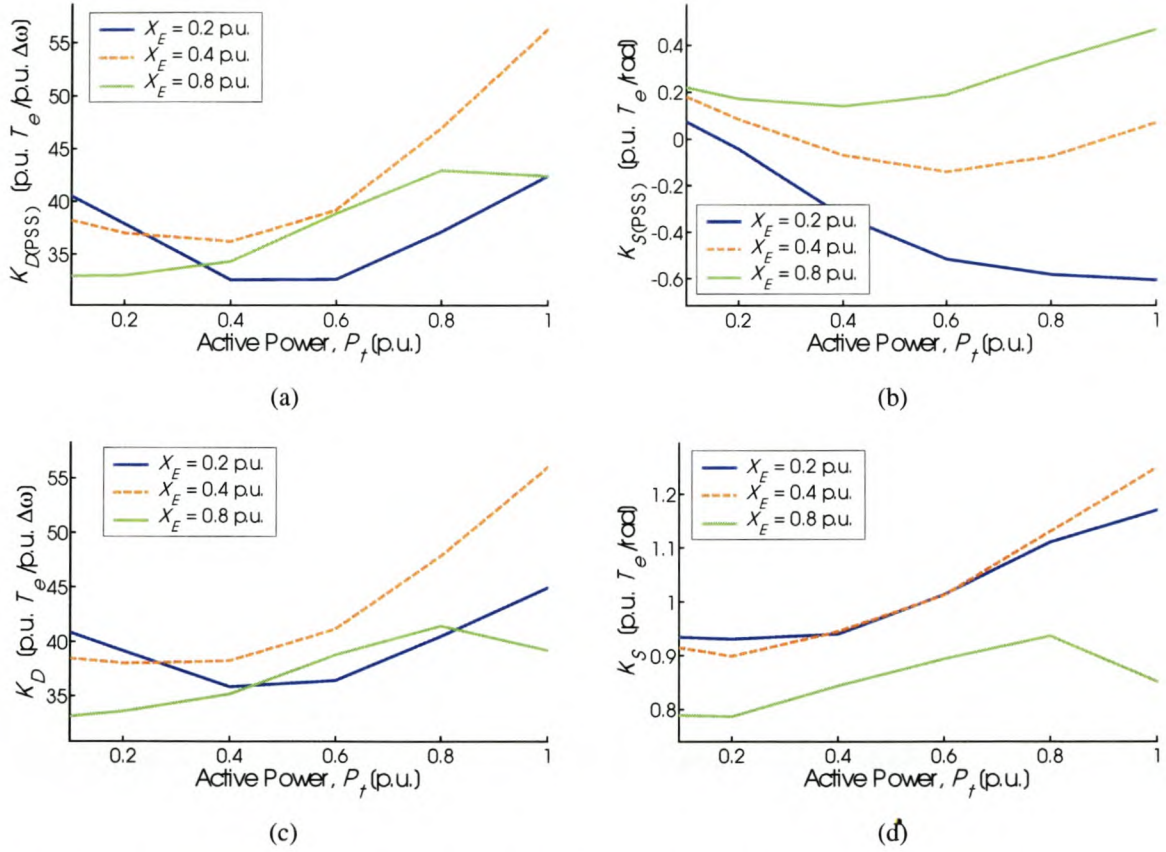 K_D(PSS) (p.u. T_e/p.u. Δω)
55
50
45
40
35
X_E = 0.2 p.u.
X_E = 0.4 p.u.
X_E = 0.8 p.u.
0.2 0.4 0.6 0.8 1
Active Power, P_t (p.u.)
(a)
K_S(PSS) (p.u. T_e/rad)
0.4
0.2
0
-0.2
-0.4
-0.6
X_E = 0.2 p.u.
X_E = 0.4 p.u.
X_E = 0.8 p.u.
0.2 0.4 0.6 0.8 1
Active Power, P_t (p.u.)
(b)
K_D (p.u. T_e/p.u. Δω)
55
50
45
40
35
X_E = 0.2 p.u.
X_E = 0.4 p.u.
X_E = 0.8 p.u.
0.2 0.4 0.6 0.8 1
Active Power, P_t (p.u.)
(c)
K_S (p.u. T_e/rad)
1.2
1.1
1
0.9
0.8
X_E = 0.2 p.u.
X_E = 0.4 p.u.
X_E = 0.8 p.u.
0.2 0.4 0.6 0.8 1
Active Power, P_t (p.u.)
(d)